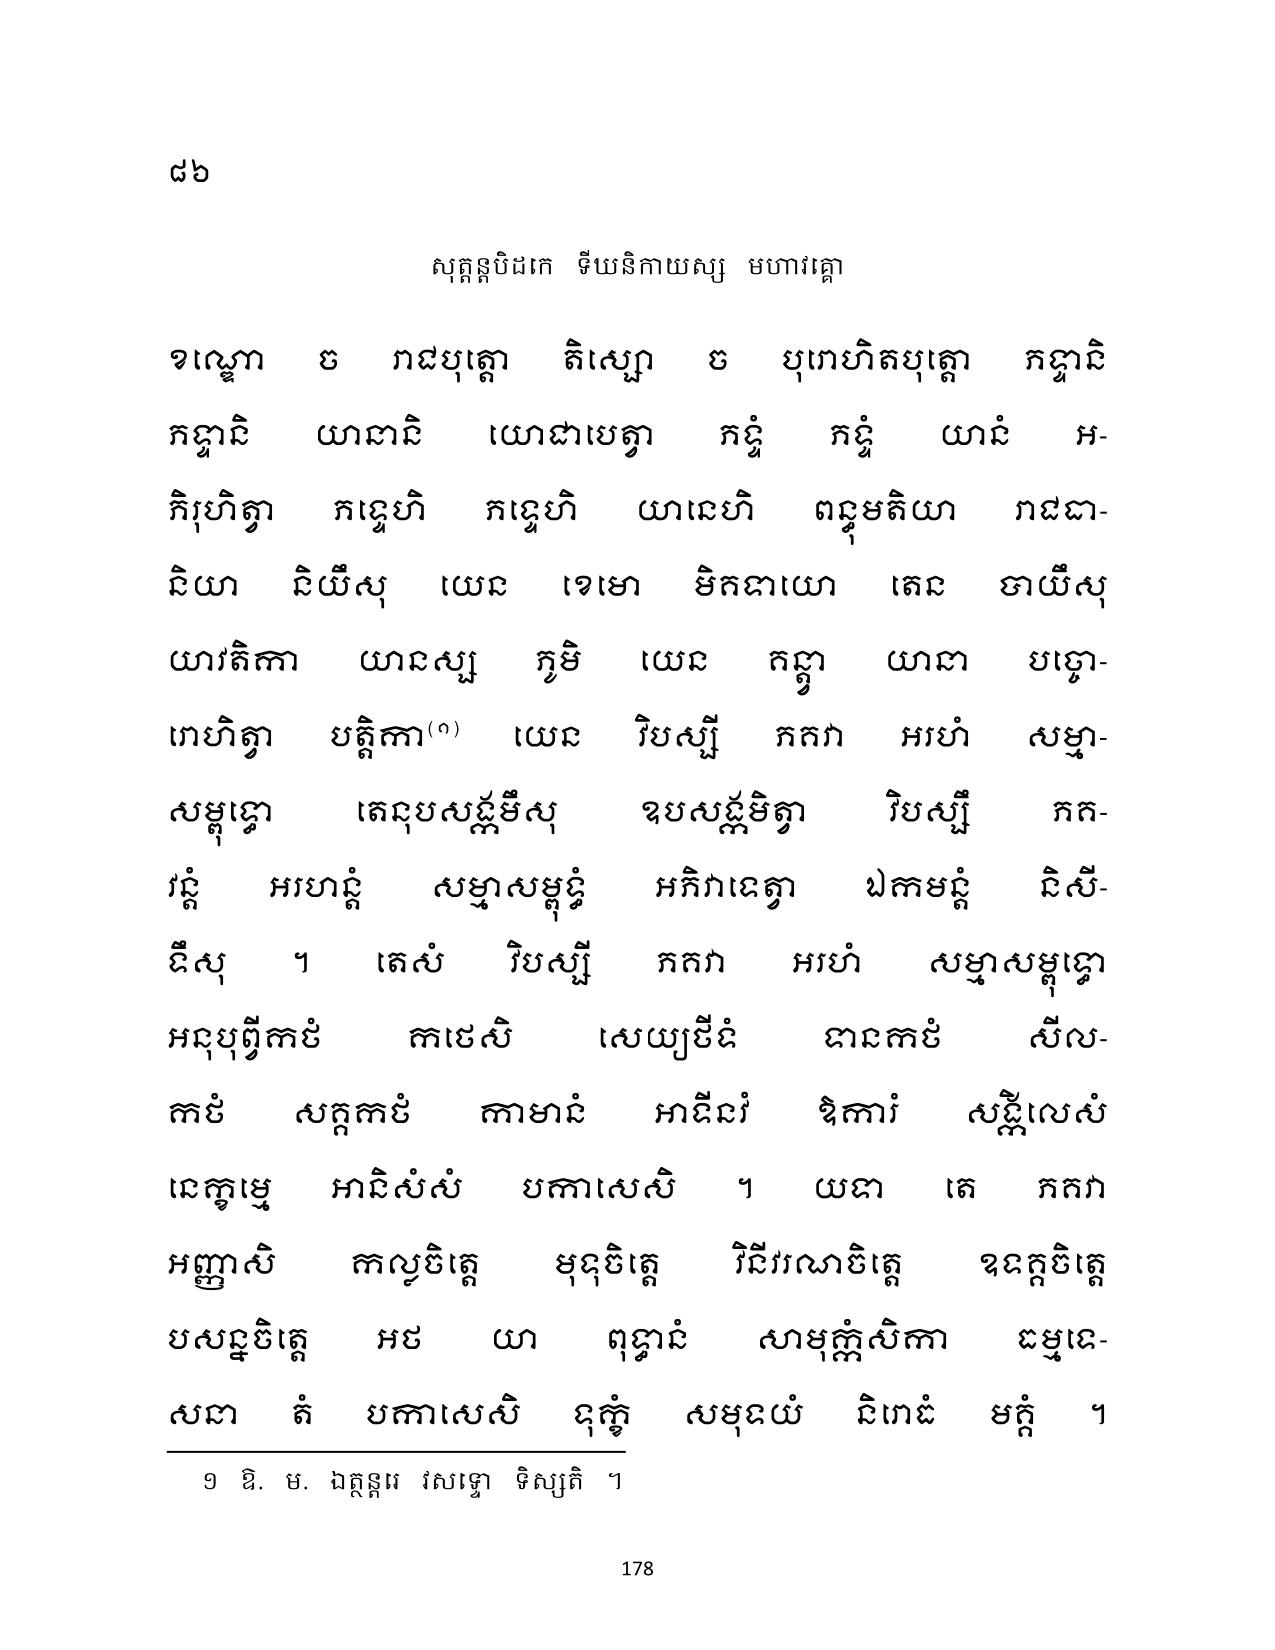 ៨៦
សុត្តន្តបិដកេ ទីឃនិកាយស្ស មហាវគ្គោ
ខណ្ឌោ ច រាជបុត្តោ តិស្សោ ច បុរោហិតបុត្តោ ភទ្ទានិ
ភទ្ទានិ យានានិ យោជាបេត្វា ភទ្ទំ ភទ្ទំ យានំ អ-
ភិរុហិត្វា ភទ្ទេហិ ភទ្ទេហិ យានេហិ ពន្ធុមតិយា រាជធា-
និយា និយឹសុ យេន ខេមោ មិគទាយោ តេន បាយឹសុ
យាវតិកា យានស្ស ភូមិ យេន គន្ត្វា យានា បច្ចោ-
រោហិត្វា បត្តិកា(១) យេន វិបស្សី ភគវា អរហំ សម្មា-
សម្ពុទ្ធោ តេនុបសង្កមឹសុ ឧបសង្កមិត្វា វិបស្សឹ ភគ-
វន្តំ អរហន្តំ សម្មាសម្ពុទ្ធំ អភិវាទេត្វា ឯកមន្តំ និសី-
ទឹសុ ។ តេសំ វិបស្សី ភគវា អរហំ សម្មាសម្ពុទ្ធោ
អនុបុព្វីកថំ កថេសិ សេយ្យថីទំ ទានកថំ សីល-
កថំ សគ្គកថំ កាមានំ អាទីនវំ ឱការំ សង្កិលេសំ
នេក្ខម្មេ អានិសំសំ បកាសេសិ ។ យទា តេ ភគវា
អញ្ញាសិ កល្លចិត្តេ មុទុចិត្តេ វិនីវរណចិត្តេ ឧទគ្គចិត្តេ
បសន្នចិត្តេ អថ យា ពុទ្ធានំ សាមុក្កំសិកា ធម្មទេ-
សនា តំ បកាសេសិ ទុក្ខំ សមុទយំ និរោធំ មគ្គំ ។
១ ឱ. ម. ឯត្ថន្តរេ វសទ្ទោ ទិស្សតិ ។
178